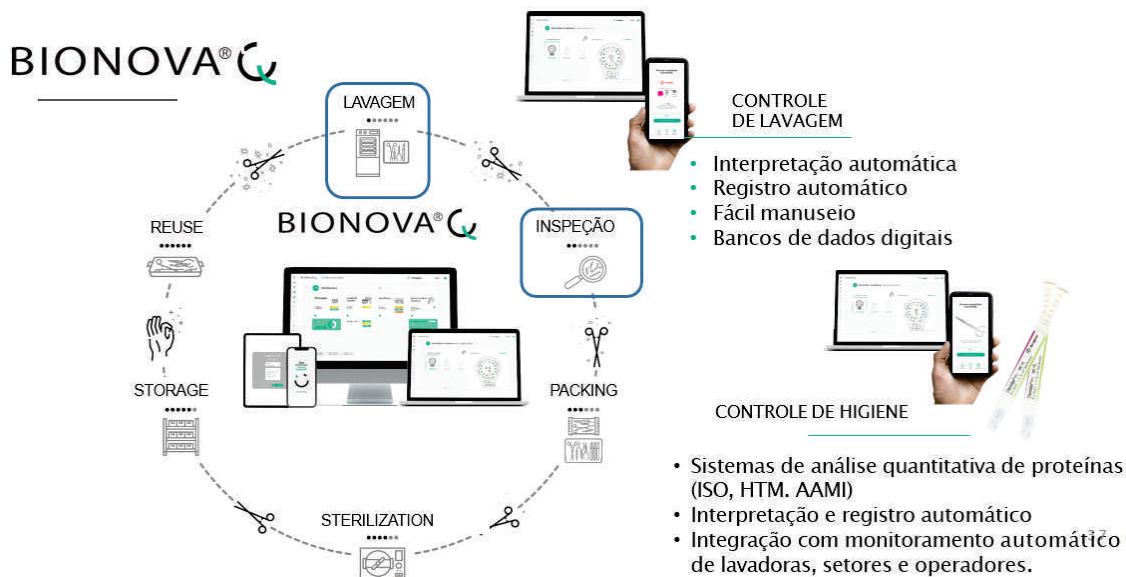 BIONOVA® Q
LAVAGEM
CONTROLE
DE LAVAGEM
• Interpretação automática
• Registro automático
• Fácil manuseio
• Bancos de dados digitais
REUSE
BIONOVA® Q
INSPEÇÃO
STORAGE
PACKING
STERILIZATION
CONTROLE DE HIGIENE
• Sistemas de análise quantitativa de proteínas
(ISO, HTM. AAMI)
• Interpretação e registro automático
• Integração com monitoramento automático
de lavadoras, setores e operadores.
37